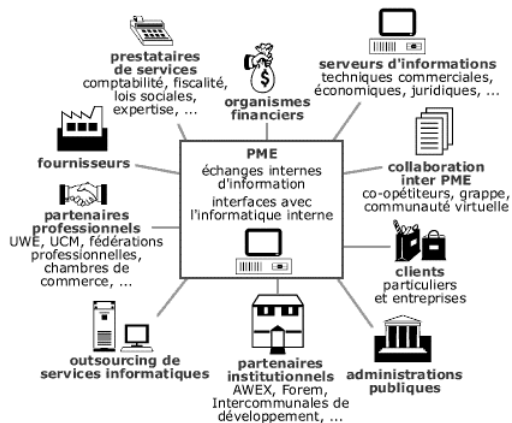 prestataires
de services
comptabilité, fiscalité,
lois sociales,
expertise, ...
$
organismes
financiers
serveurs d'informations
techniques commerciales,
économiques, juridiques, ...
fournisseurs
PME
échanges internes
d'information
interfaces avec
l'informatique interne
collaboration
inter PME
co-opétiteurs, grappe,
communauté virtuelle
partenaires
professionnels
UWE, UCM, fédérations
professionnelles,
chambres de
commerce, ...
clients
particuliers
et entreprises
outsourcing de
services informatiques
partenaires
institutionnels
AWEX, Forem,
Intercommunales de
développement, ...
administrations
publiques